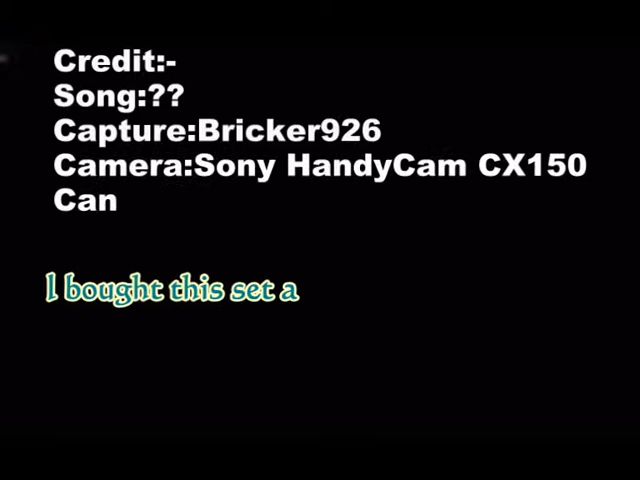 Credit:-
Song:??
Capture:Bricker926
Camera:Sony HandyCam CX150
Can
I bought this set a